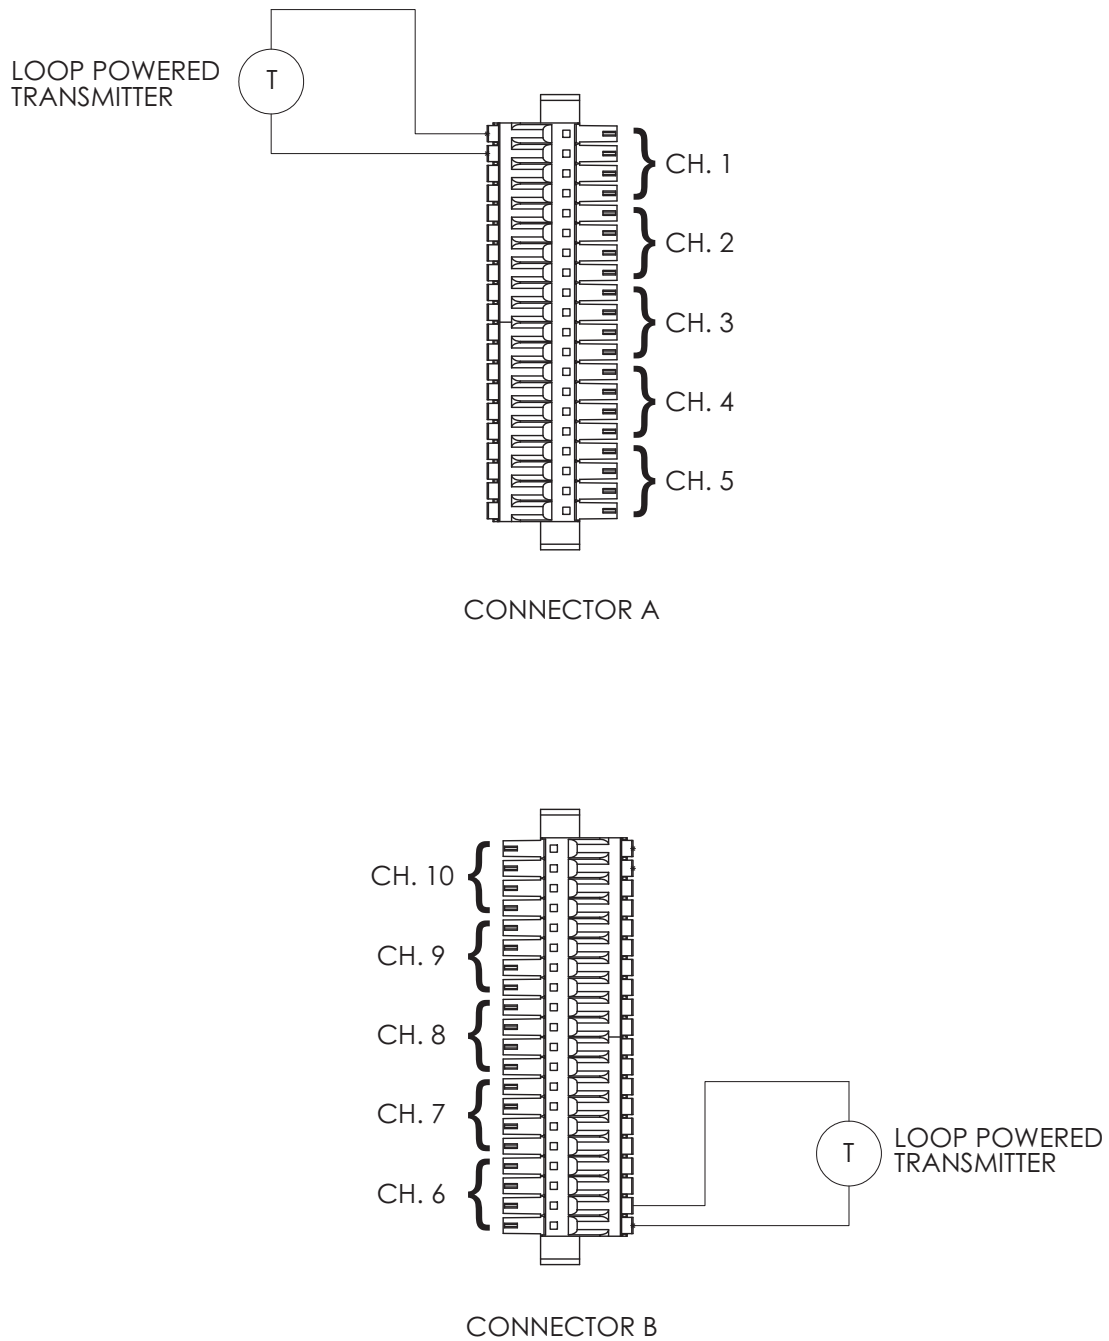 LOOP POWERED
TRANSMITTER
T
CH. 1
CH. 2
CH. 3
CH. 4
CH. 5
CONNECTOR A
CH. 10
CH. 9
CH. 8
CH. 7
CH. 6
T
LOOP POWERED
TRANSMITTER
CONNECTOR B